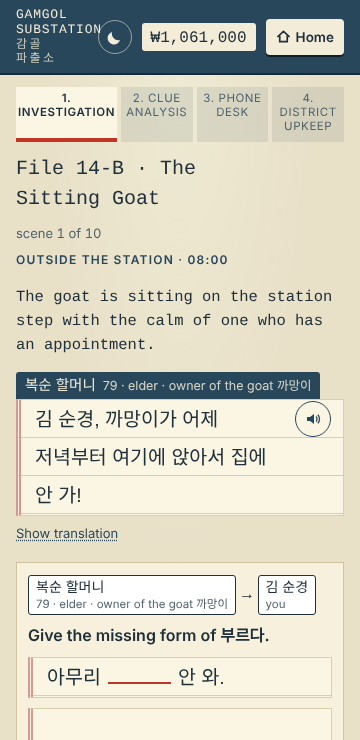 GAMGOL
SUBSTATION
감골
파출소
₩1,061,000
Home
1.
INVESTIGATION
2. CLUE
ANALYSIS
3. PHONE
DESK
4.
DISTRICT
UPKEEP
File 14-B · The
Sitting Goat
scene 1 of 10
OUTSIDE THE STATION · 08:00
The goat is sitting on the station
step with the calm of one who has
an appointment.
복순 할머니 79 · elder · owner of the goat 까망이
김 순경, 까망이가 어제
저녁부터 여기에 앉아서 집에
안 가!
Show translation
복순 할머니
79 · elder · owner of the goat 까망이
→
김 순경
you
Give the missing form of 부르다.
아무리 ______ 안 와.